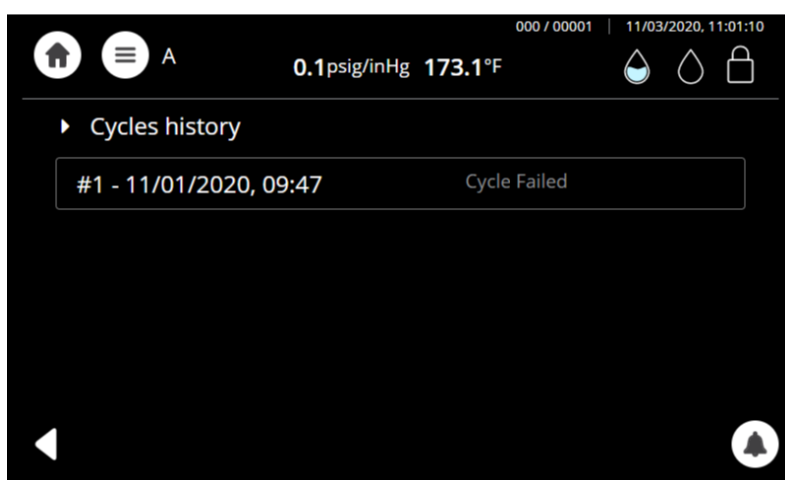 000 / 00001 | 11/03/2020, 11:01:10
A 0.1psig/inHg 173.1°F
Cycles history
#1 - 11/01/2020, 09:47 Cycle Failed